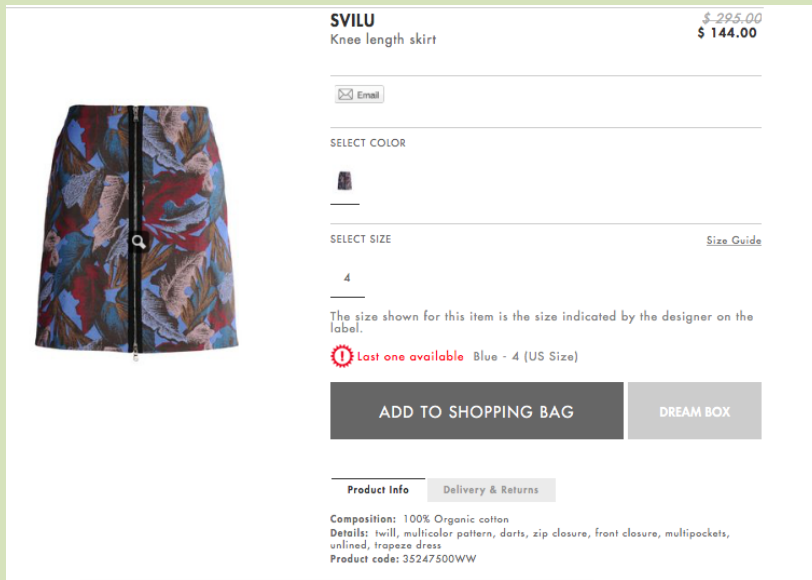 SVILU
$ 295.00
Knee length skirt
$ 144.00
Email
SELECT COLOR
SELECT SIZE
Size Guide
4
The size shown for this item is the size indicated by the designer on the
label.
Last one available Blue - 4 (US Size)
ADD TO SHOPPING BAG
DREAM BOX
Product Info
Delivery & Returns
Composition: 100% Organic cotton
Details: twill, multicolor pattern, darts, zip closure, front closure, multipockets,
unlined, trapeze dress
Product code: 35247500WW